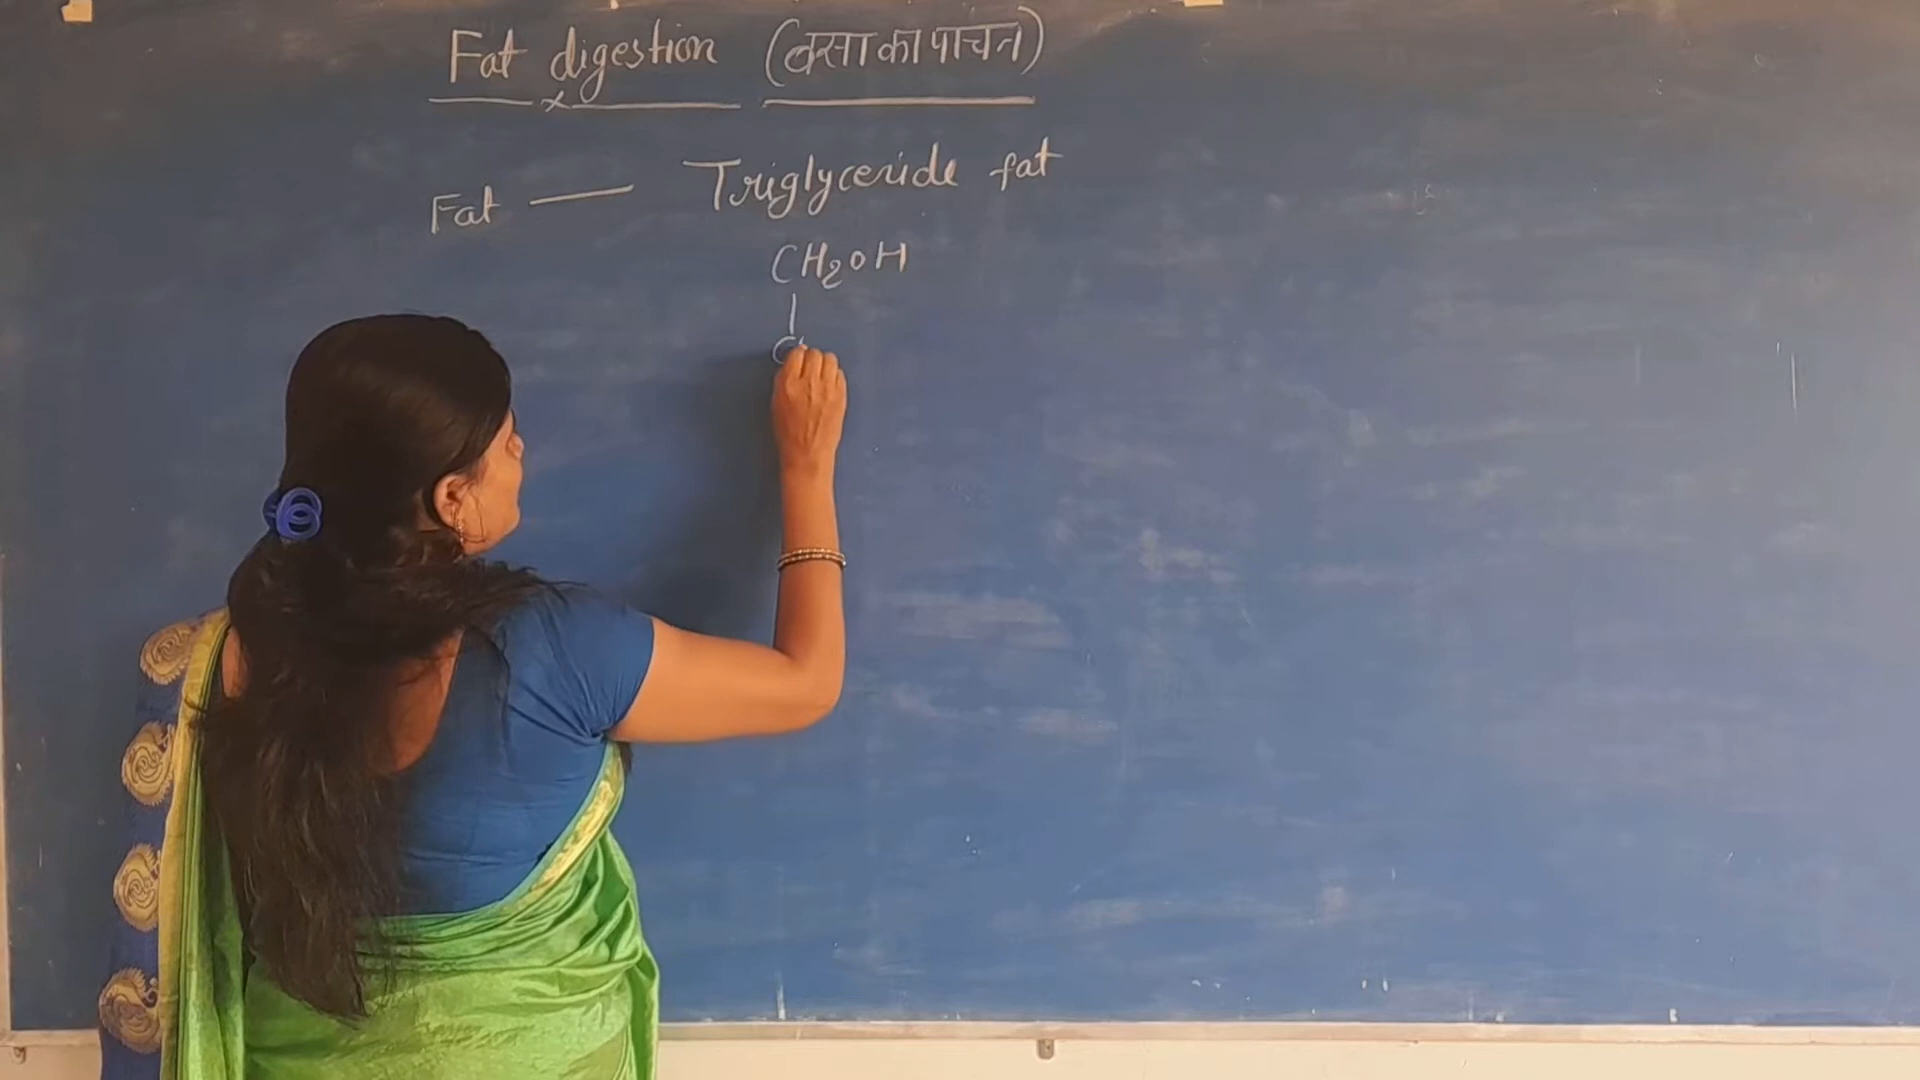 Fat digestion (वसा का पाचन)
Fat — Triglyceride fat
CH2OH
|
C